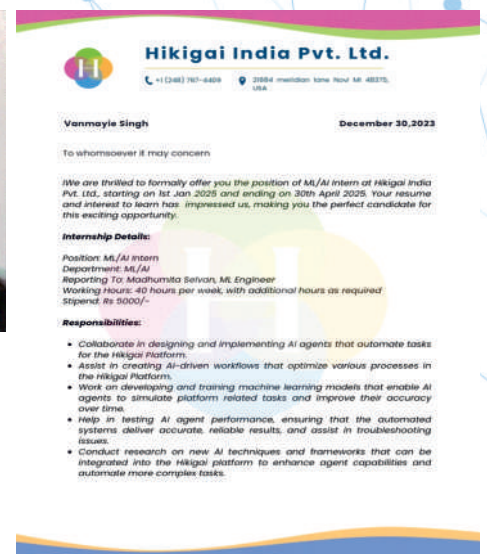 Hikigai India Pvt. Ltd.
H
+1 (248) 767-4409 21984 meridian lane Novi MI 48375,
USA
Vanmayie Singh December 30,2023
To whomsoever it may concern
IWe are thrilled to formally offer you the position of ML/AI Intern at Hikigai India
Pvt. Ltd., starting on 1st Jan 2025 and ending on 30th April 2025. Your resume
and interest to learn has impressed us, making you the perfect candidate for
this exciting opportunity.
Internship Details:
Position: ML/AI Intern
Department: ML/AI
Reporting To: Madhumita Selvan, ML Engineer
Working Hours: 40 hours per week, with additional hours as required
Stipend: Rs 5000/-
Responsibilities:
• Collaborate in designing and implementing AI agents that automate tasks
for the Hikigai Platform.
• Assist in creating AI-driven workflows that optimize various processes in
the Hikigai Platform.
• Work on developing and training machine learning models that enable AI
agents to simulate platform related tasks and improve their accuracy
over time.
• Help in testing AI agent performance, ensuring that the automated
systems deliver accurate, reliable results, and assist in troubleshooting
issues.
• Conduct research on new AI techniques and frameworks that can be
integrated into the Hikigai platform to enhance agent capabilities and
automate more complex tasks.